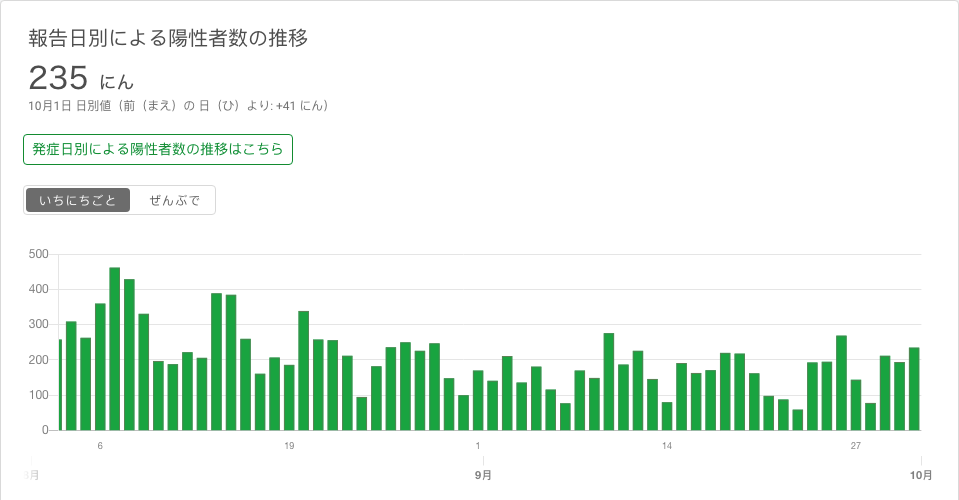 報告日別による陽性者数の推移
235 にん
10月1日 日別値（前（まえ）の 日（ひ）より: +41 にん）
発症日別による陽性者数の推移はこちら
いちにちごと ぜんぶで
500
400
300
200
100
0
6 19 1 14 27
月 9月 10月